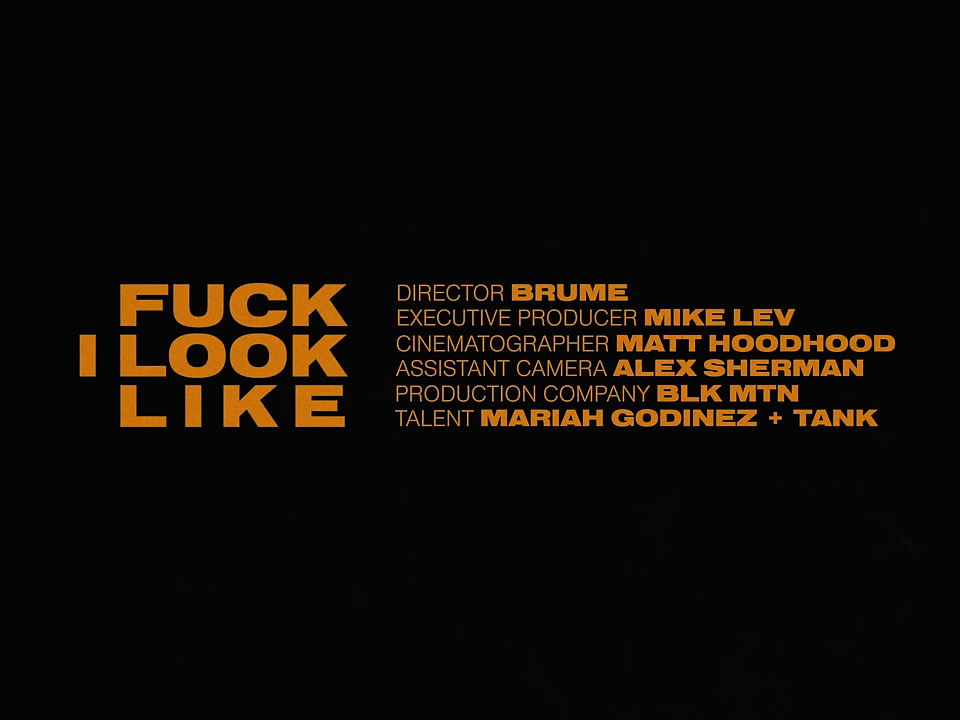 FUCK
I LOOK
LIKE
DIRECTOR BRUME
EXECUTIVE PRODUCER MIKE LEV
CINEMATOGRAPHER MATT HOODHOOD
ASSISTANT CAMERA ALEX SHERMAN
PRODUCTION COMPANY BLK MTN
TALENT MARIAH GODINEZ + TANK